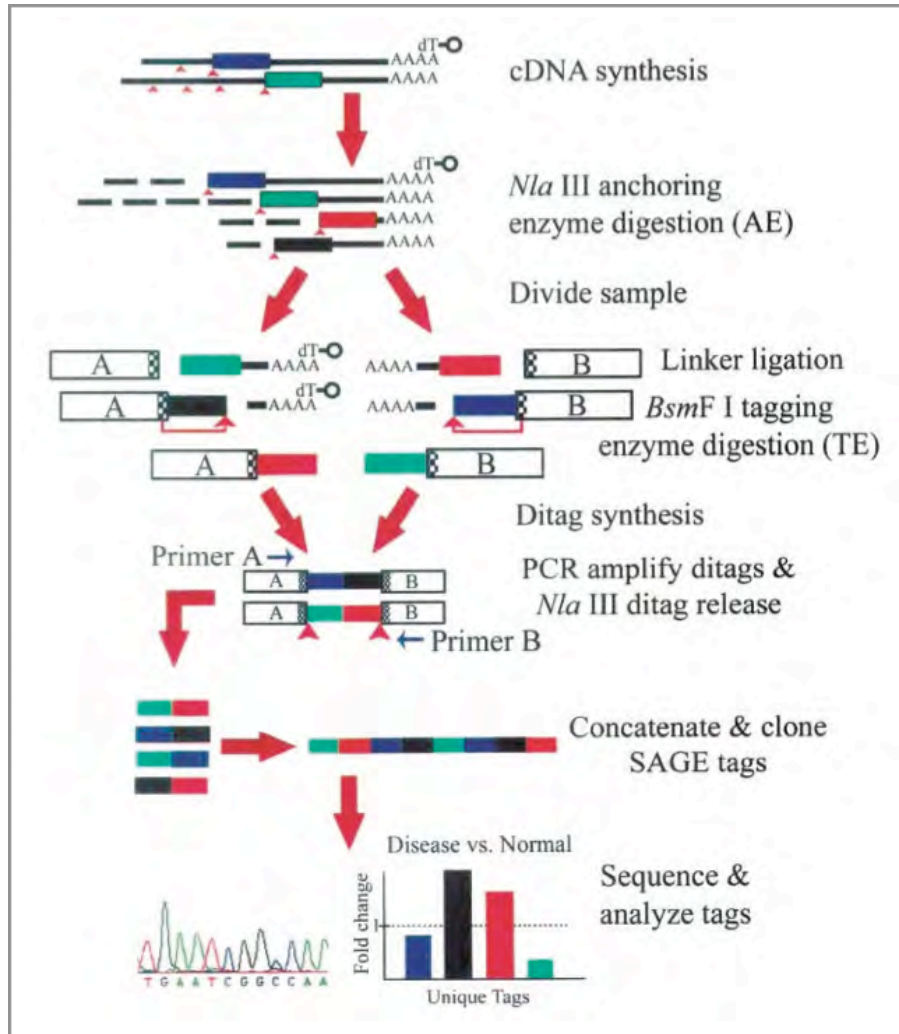 dT
AAAA
AAAA
cDNA synthesis
dT
AAAA
AAAA
AAAA
AAAA
Nla III anchoring
enzyme digestion (AE)
Divide sample
A
dT
AAAA
AAAA
B
Linker ligation
A
dT
AAAA
AAAA
B
BsmF I tagging
enzyme digestion (TE)
A
B
Ditag synthesis
Primer A
A
B
PCR amplify ditags &
Nla III ditag release
A
B
Primer B
Concatenate & clone
SAGE tags
Disease vs. Normal
Sequence &
analyze tags
Fold change
1
Unique Tags
TGAATCGGCCAA